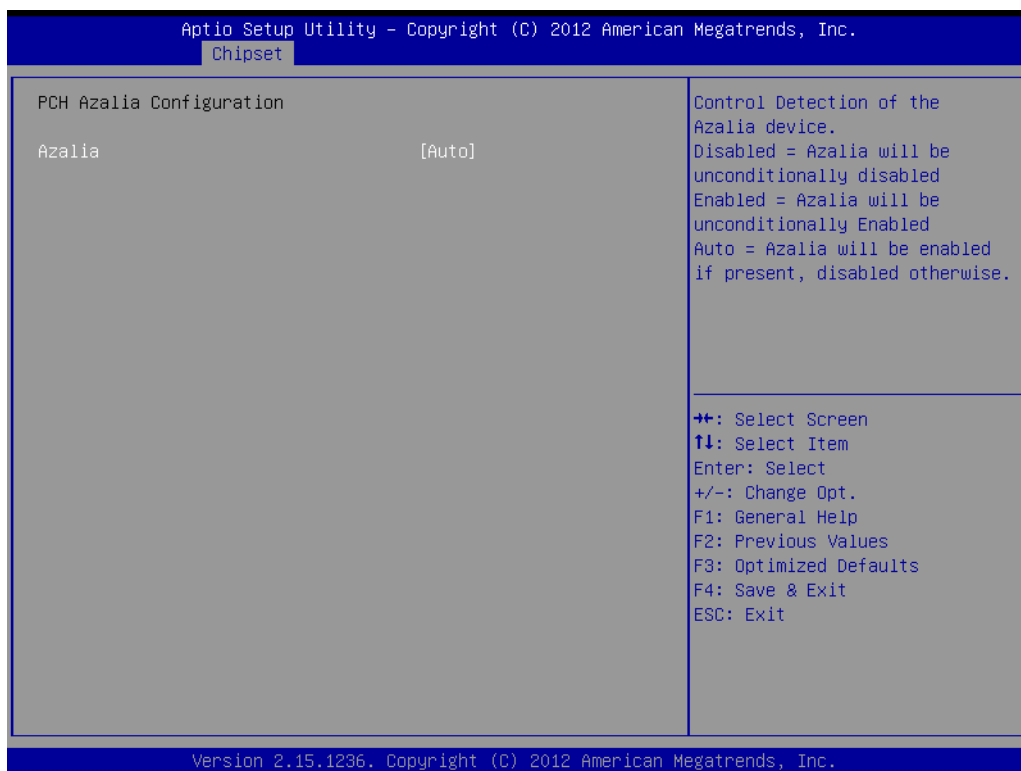 Aptio Setup Utility – Copyright (C) 2012 American Megatrends, Inc.
Chipset
PCH Azalia Configuration
Azalia [Auto]
Control Detection of the
Azalia device.
Disabled = Azalia will be
unconditionally disabled
Enabled = Azalia will be
unconditionally Enabled
Auto = Azalia will be enabled
if present, disabled otherwise.
→←: Select Screen
↑↓: Select Item
Enter: Select
+/-: Change Opt.
F1: General Help
F2: Previous Values
F3: Optimized Defaults
F4: Save & Exit
ESC: Exit
Version 2.15.1236. Copyright (C) 2012 American Megatrends, Inc.